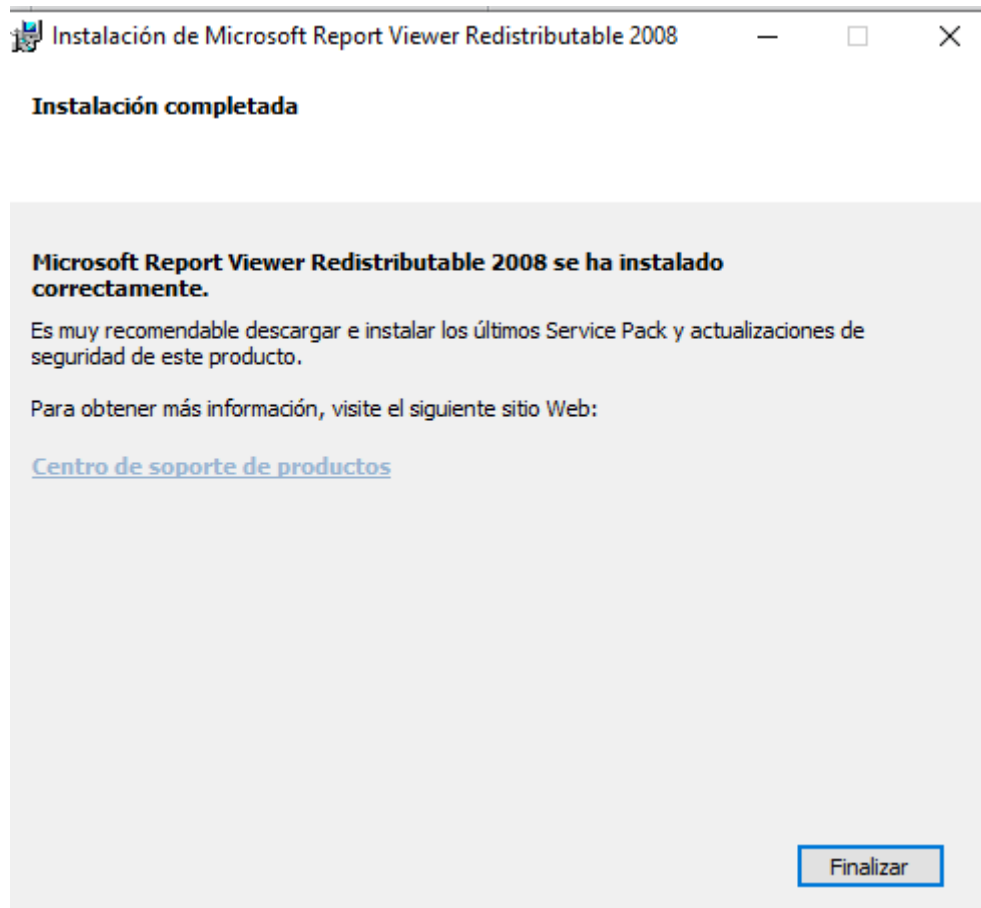 Instalación de Microsoft Report Viewer Redistributable 2008
Instalación completada
Microsoft Report Viewer Redistributable 2008 se ha instalado
correctamente.
Es muy recomendable descargar e instalar los últimos Service Pack y actualizaciones de
seguridad de este producto.
Para obtener más información, visite el siguiente sitio Web:
Centro de soporte de productos
Finalizar